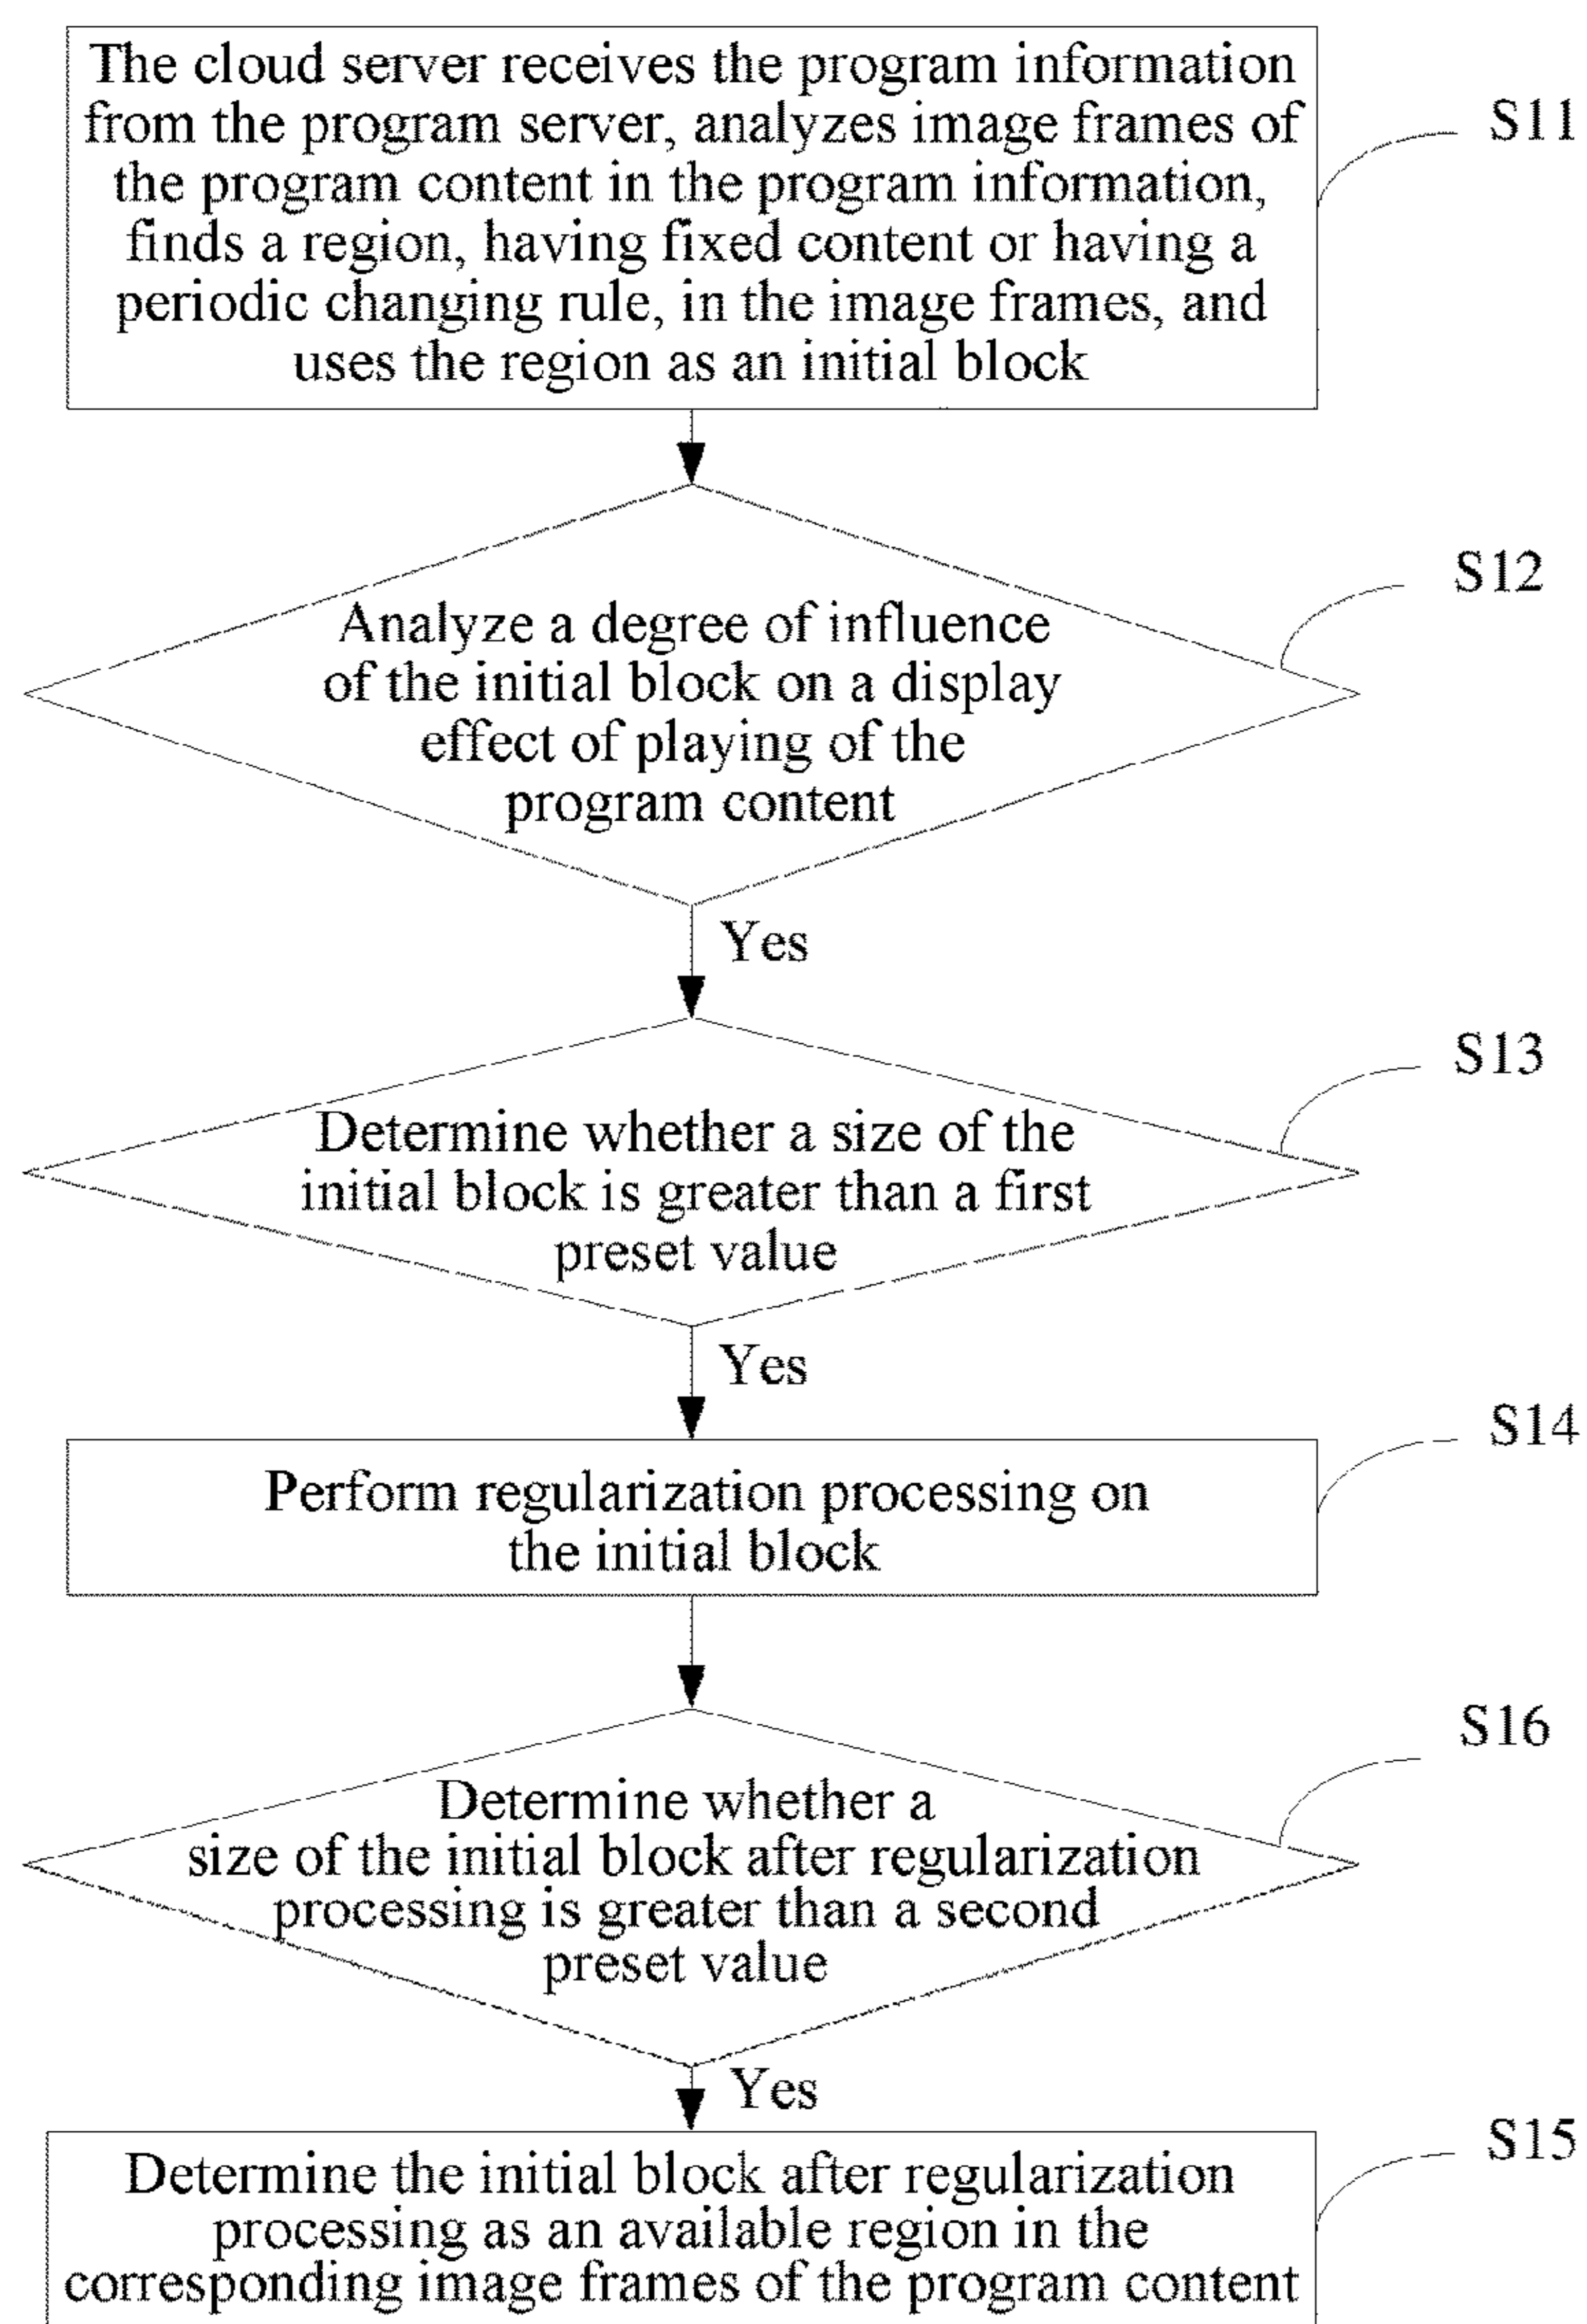 The cloud server receives the program information
from the program server, analyzes image frames of
the program content in the program information,
finds a region, having fixed content or having a
periodic changing rule, in the image frames, and
uses the region as an initial block
S11
S12
Analyze a degree of influence
of the initial block on a display
effect of playing of the
program content
Yes
S13
Determine whether a size of the
initial block is greater than a first
preset value
Yes
S14
Perform regularization processing on
the initial block
S16
Determine whether a
size of the initial block after regularization
processing is greater than a second
preset value
Yes
S15
Determine the initial block after regularization
processing as an available region in the
corresponding image frames of the program content